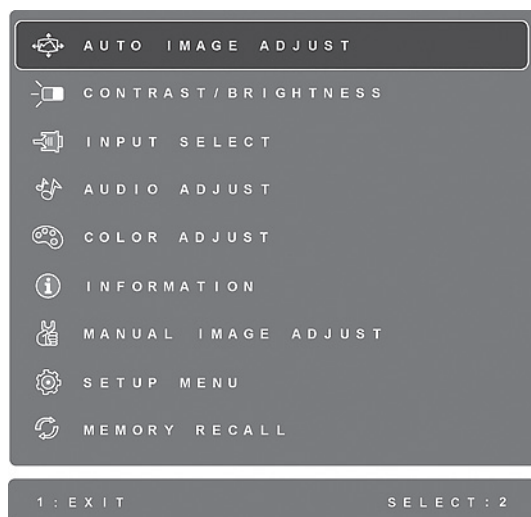 AUTO IMAGE ADJUST
CONTRAST/BRIGHTNESS
INPUT SELECT
AUDIO ADJUST
COLOR ADJUST
INFORMATION
MANUAL IMAGE ADJUST
SETUP MENU
MEMORY RECALL
1:EXIT SELECT:2